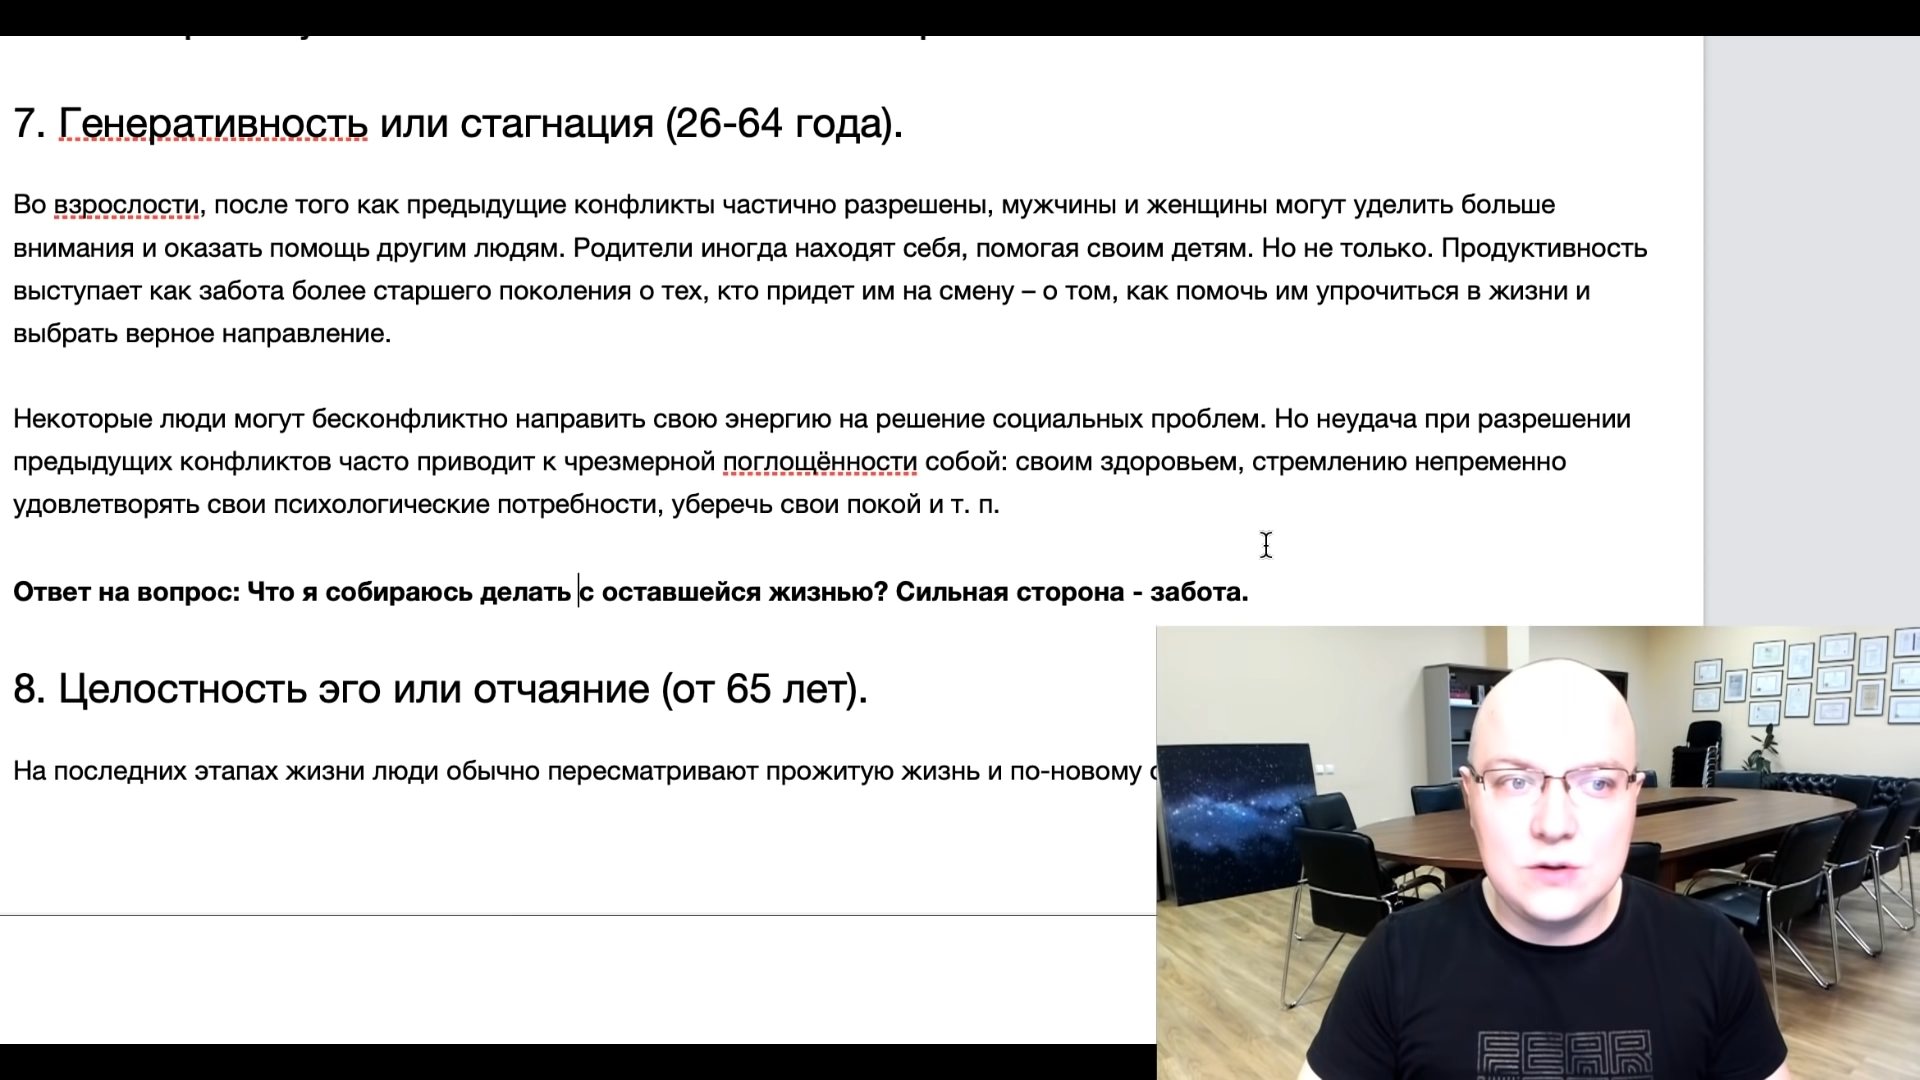 7. Генеративность или стагнация (26-64 года).
Во взрослости, после того как предыдущие конфликты частично разрешены, мужчины и женщины могут уделить больше
внимания и оказать помощь другим людям. Родители иногда находят себя, помогая своим детям. Но не только. Продуктивность
выступает как забота более старшего поколения о тех, кто придет им на смену – о том, как помочь им упрочиться в жизни и
выбрать верное направление.
Некоторые люди могут бесконфликтно направить свою энергию на решение социальных проблем. Но неудача при разрешении
предыдущих конфликтов часто приводит к чрезмерной поглощённости собой: своим здоровьем, стремлению непременно
удовлетворять свои психологические потребности, уберечь свои покой и т. п.
Ответ на вопрос: Что я собираюсь делать с оставшейся жизнью? Сильная сторона - забота.
8. Целостность эго или отчаяние (от 65 лет).
На последних этапах жизни люди обычно пересматривают прожитую жизнь и по-новому
FEAR